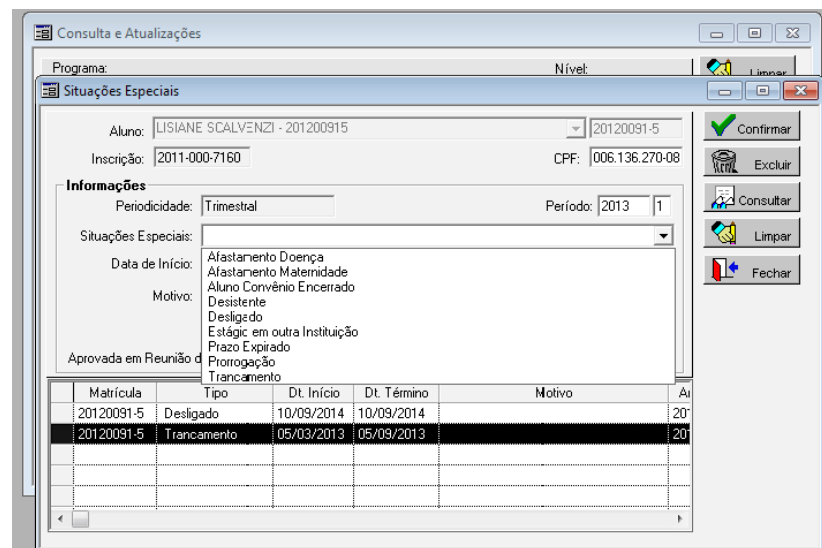 Consulta e Atualizações
Programa: Nível: Limpar
Situações Especiais
Aluno: LISIANE SCALVENZI - 201200915 20120091-5 Confirmar
Inscrição: 2011-000-7160 CPF: 006.136.270-08 Excluir
Informações
Periodicidade: Trimestral Período: 2013 1 Consultar
Situações Especiais: Limpar
Data de Início: Fechar
Motivo:
Afastamento Doença
Afastamento Maternidade
Aluno Convênio Encerrado
Desistente
Desligado
Estágio em outra Instituição
Prazo Expirado
Prorrogação
Trancamento
Aprovada em Reunião d
Matrícula Tipo Dt. Início Dt. Término Motivo
20120091-5 Desligado 10/09/2014 10/09/2014
20120091-5 Trancamento 05/03/2013 05/09/2013